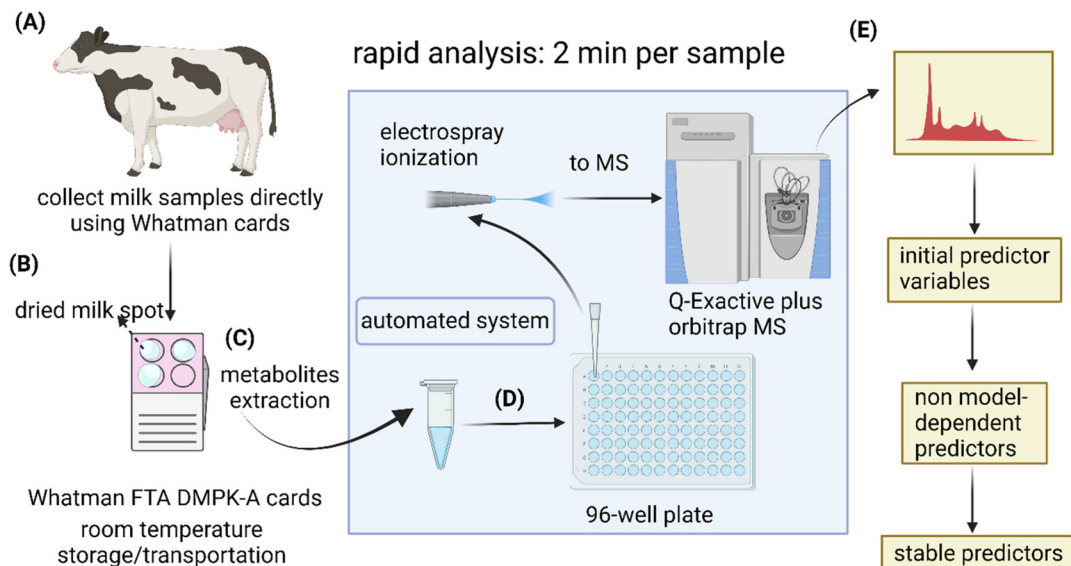 (A)
collect milk samples directly
using Whatman cards
(B)
dried milk spot
(C)
metabolites
extraction
Whatman FTA DMPK-A cards
room temperature
storage/transportation
rapid analysis: 2 min per sample
electrospray
ionization
to MS
Q-Exactive plus
orbitrap MS
automated system
(D)
96-well plate
(E)
initial predictor
variables
non model-
dependent
predictors
stable predictors